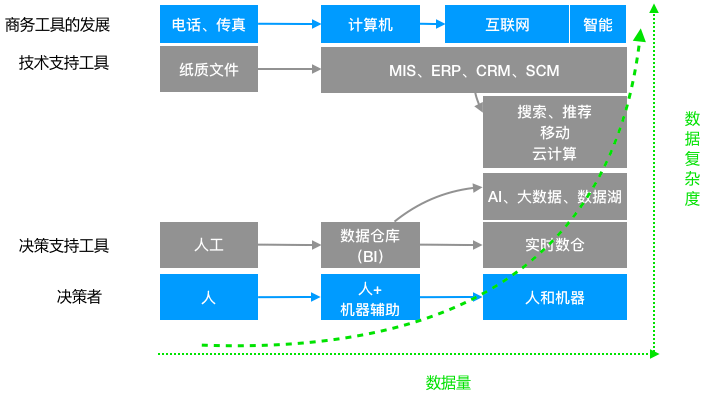 商务工具的发展
电话、传真
计算机
互联网
智能
技术支持工具
纸质文件
MIS、ERP、CRM、SCM
搜索、推荐
移动
云计算
AI、大数据、数据湖
决策支持工具
人工
数据仓库
（BI）
实时数仓
决策者
人
人+
机器辅助
人和机器
数据复杂度
数据量